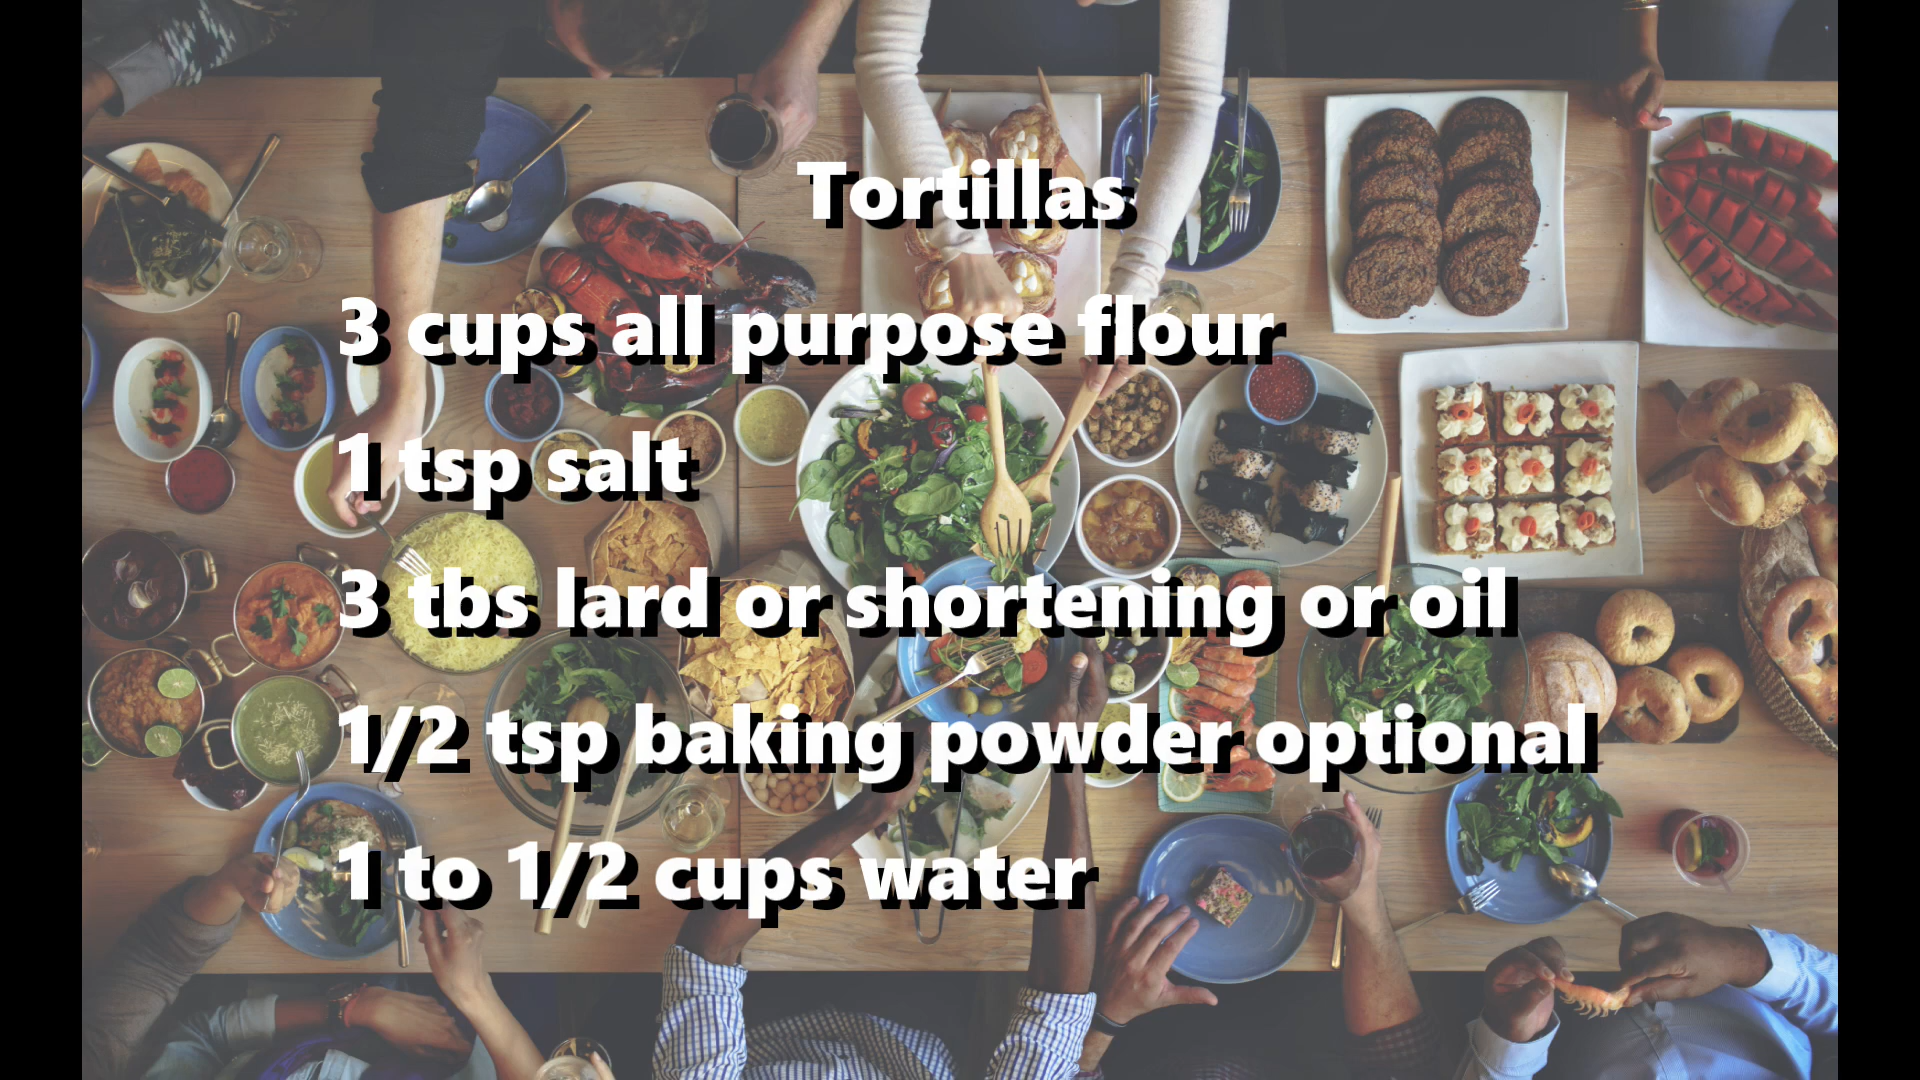 Tortillas
3 cups all purpose flour
1 tsp salt
3 tbs lard or shortening or oil
1/2 tsp baking powder optional
1 to 1/2 cups water